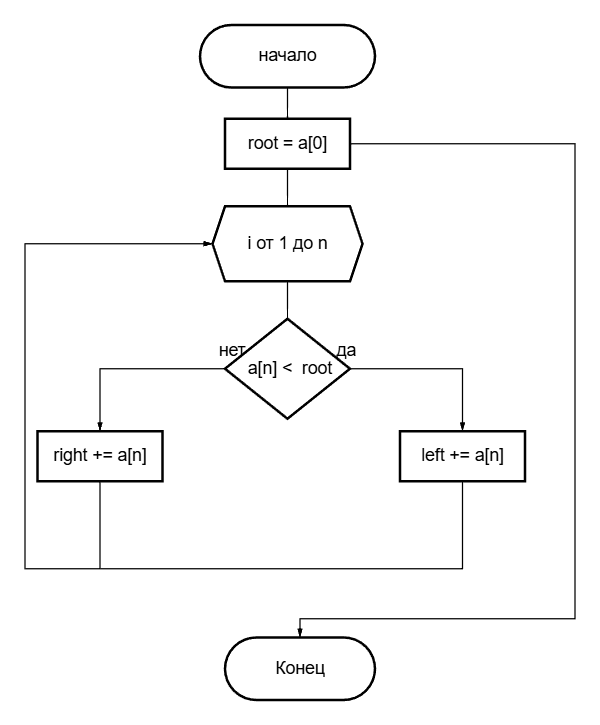 начало
root = a[0]
i от 1 до n
нет
да
a[n] < root
right += a[n]
left += a[n]
Конец